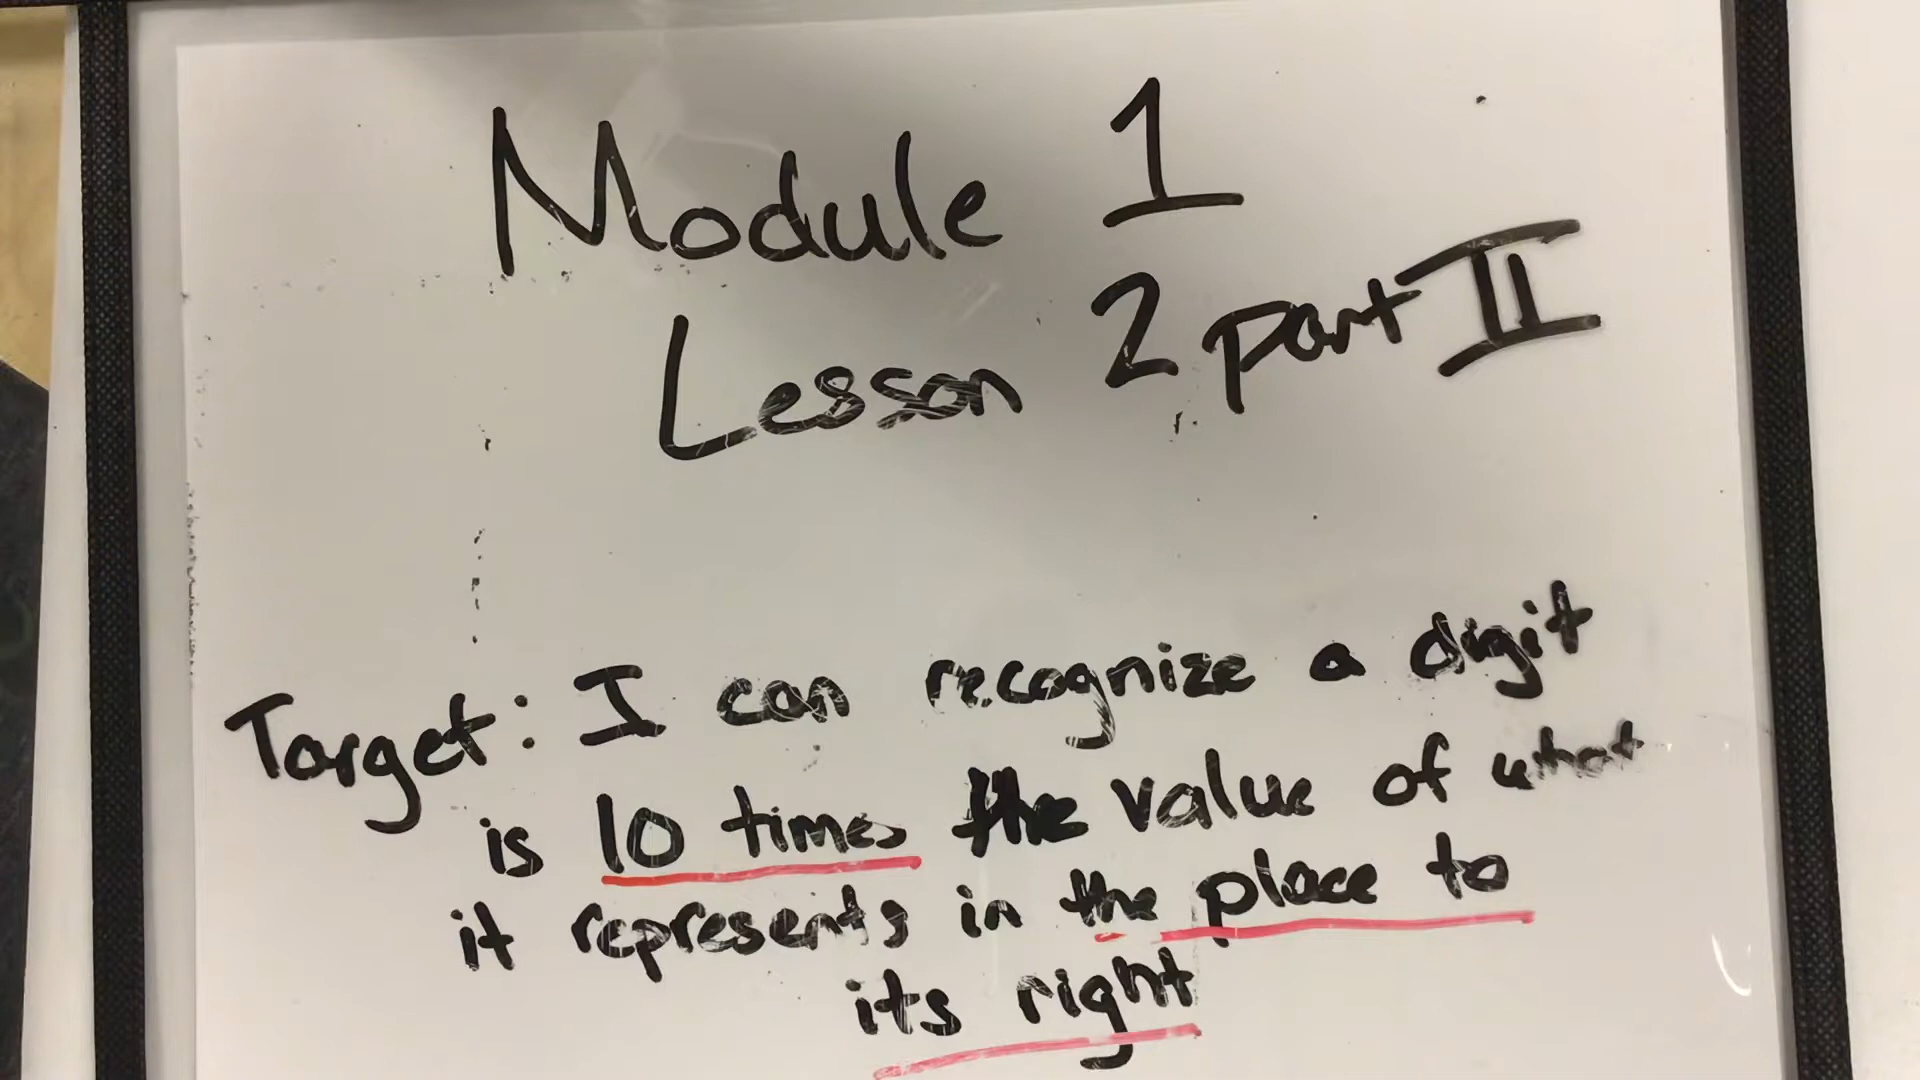 Module 1
Lesson 2 part II
Target: I can recognize a digit
is 10 times the value of what
it represents in the place to
its right